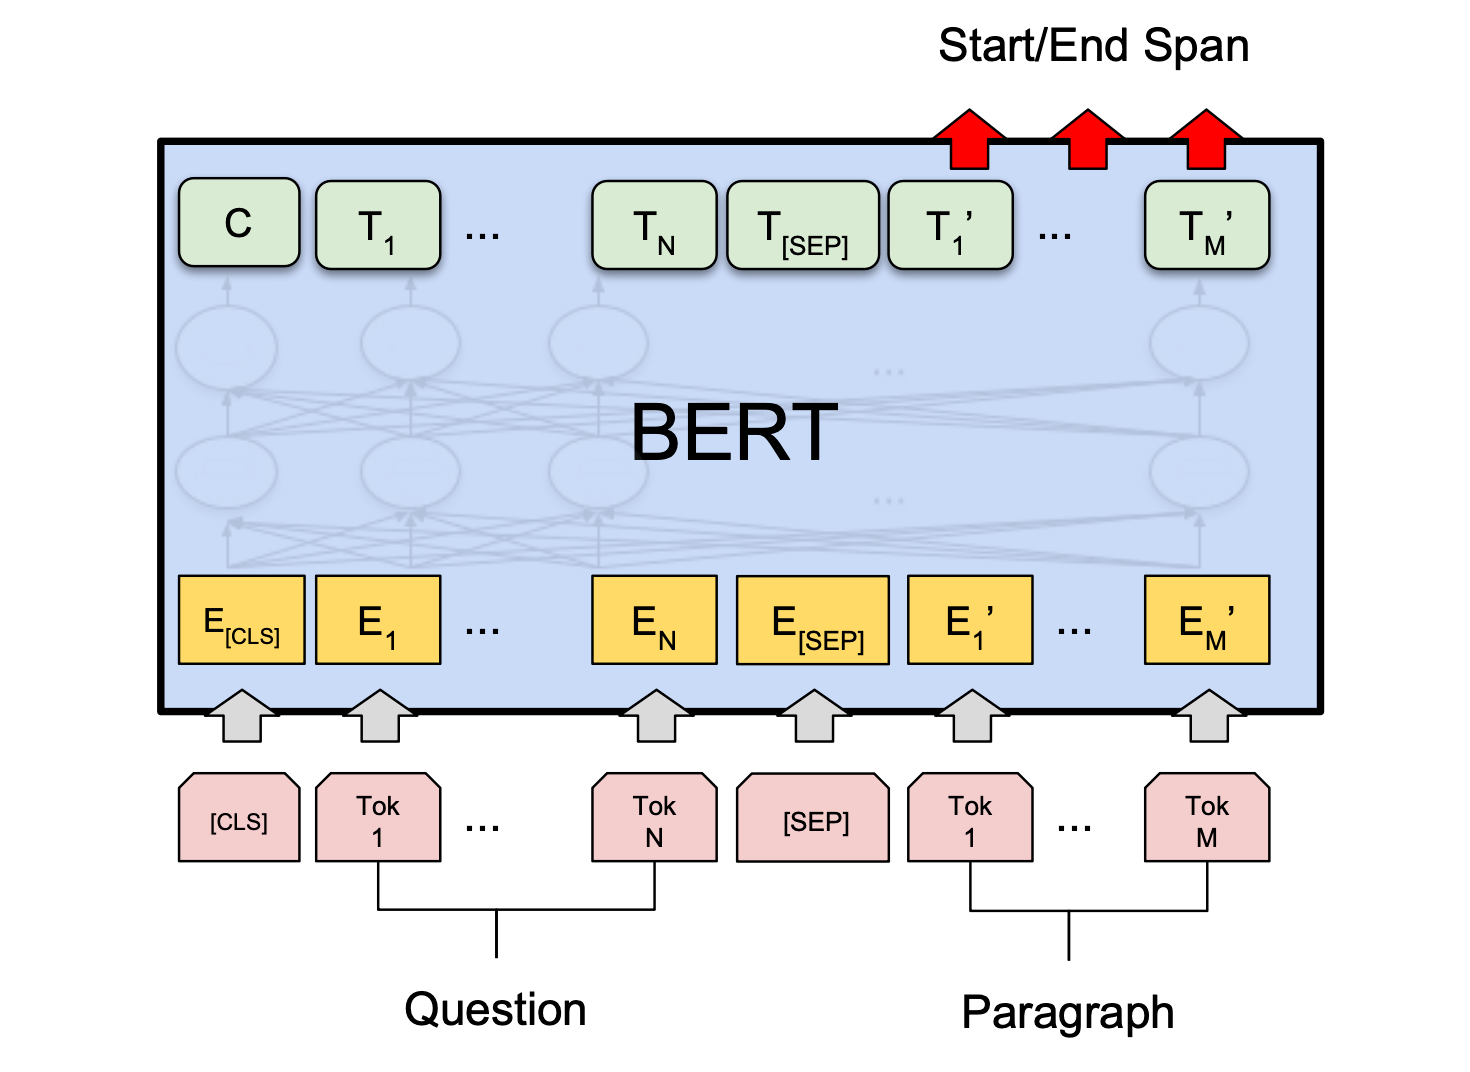 Start/End Span
C T1 ... TN T[SEP] T1’ ... TM’
...
BERT
...
E[CLS] E1 ... EN E[SEP] E1’ ... EM’
[CLS] Tok 1 ... Tok N [SEP] Tok 1 ... Tok M
Question Paragraph